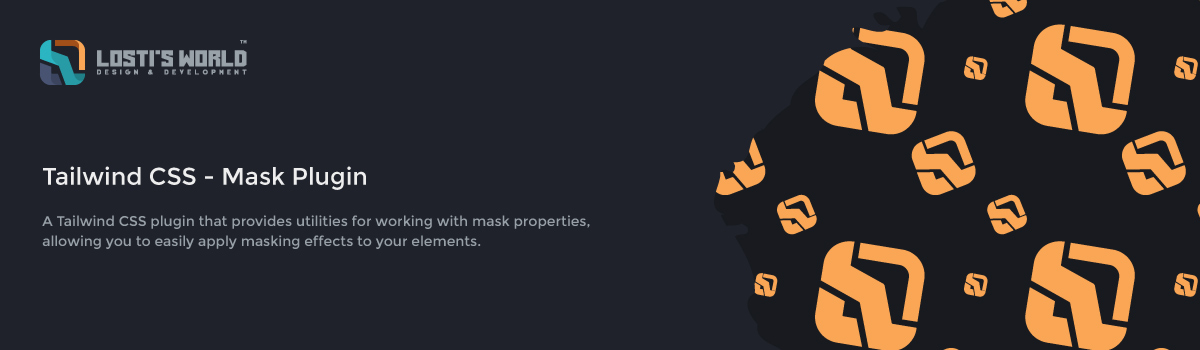 LOSTI'S WORLD™
DESIGN & DEVELOPMENT
Tailwind CSS - Mask Plugin
A Tailwind CSS plugin that provides utilities for working with mask properties,
allowing you to easily apply masking effects to your elements.